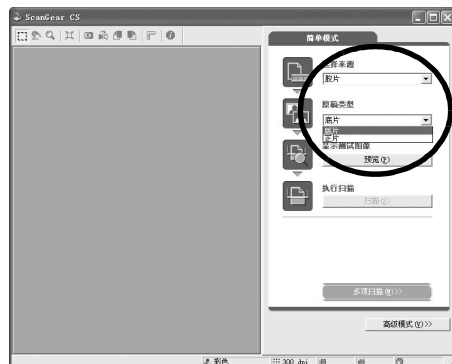 ScanGear CS
简单模式
选择来源
胶片
原稿类型
底片
底片
正片
显示测试图像
预览(P)
执行扫描
扫描(S)
多项扫描(M)>>
高级模式(V)>>
彩色
300 dpi